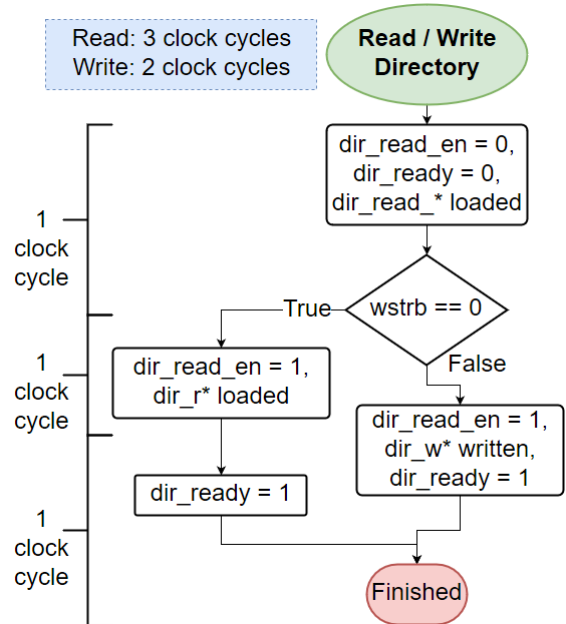 Read: 3 clock cycles
Write: 2 clock cycles
Read / Write
Directory
dir_read_en = 0,
dir_ready = 0,
dir_read_* loaded
1
clock
cycle
wstrb == 0
True
False
1
clock
cycle
dir_read_en = 1,
dir_r* loaded
dir_read_en = 1,
dir_w* written,
dir_ready = 1
dir_ready = 1
1
clock
cycle
Finished